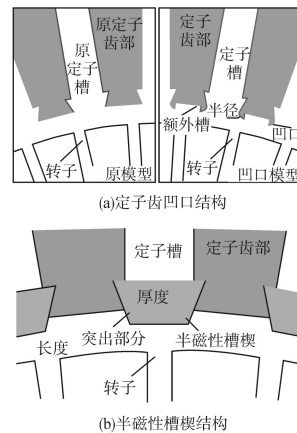 原定子
齿部
原
定子
槽
转子
原模型
定子
齿部
定
子
槽
半径
额外槽
凹口
转子
凹口模型
(a)定子齿凹口结构
定子槽
定子齿部
厚度
突出部分
半磁性槽楔
长度
转子
(b)半磁性槽楔结构